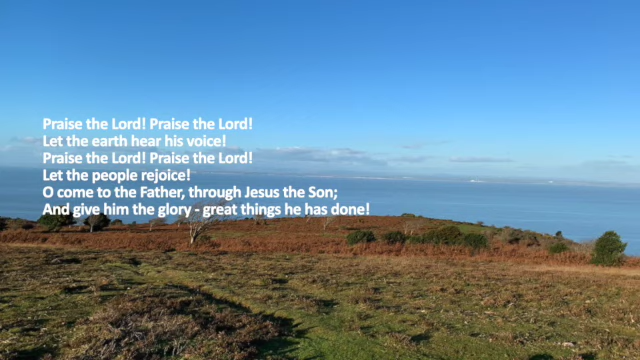 Praise the Lord! Praise the Lord!
Let the earth hear his voice!
Praise the Lord! Praise the Lord!
Let the people rejoice!
O come to the Father, through Jesus the Son;
And give him the glory - great things he has done!